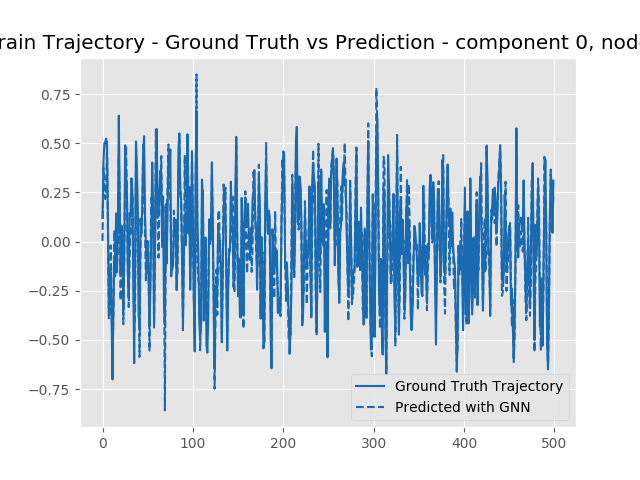 rain Trajectory - Ground Truth vs Prediction - component 0, nod
0.75
0.50
0.25
0.00
−0.25
−0.50
−0.75
Ground Truth Trajectory
Predicted with GNN
0 100 200 300 400 500